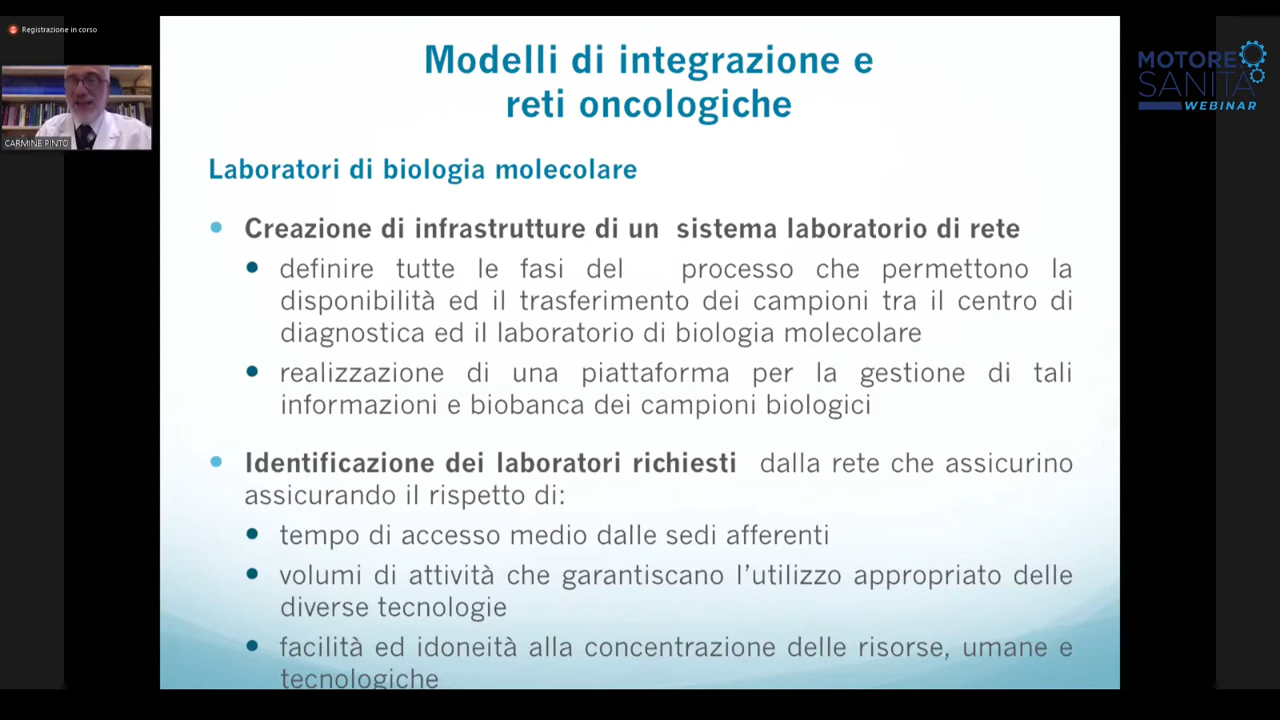 Registrazione in corso
CARMINE PINTO
MOTORE
SANITÀ
WEBINAR
Modelli di integrazione e
reti oncologiche
Laboratori di biologia molecolare
• Creazione di infrastrutture di un sistema laboratorio di rete
• definire tutte le fasi del processo che permettono la
disponibilità ed il trasferimento dei campioni tra il centro di
diagnostica ed il laboratorio di biologia molecolare
• realizzazione di una piattaforma per la gestione di tali
informazioni e biobanca dei campioni biologici
• Identificazione dei laboratori richiesti dalla rete che assicurino
assicurando il rispetto di:
• tempo di accesso medio dalle sedi afferenti
• volumi di attività che garantiscano l’utilizzo appropriato delle
diverse tecnologie
• facilità ed idoneità alla concentrazione delle risorse, umane e
tecnologiche